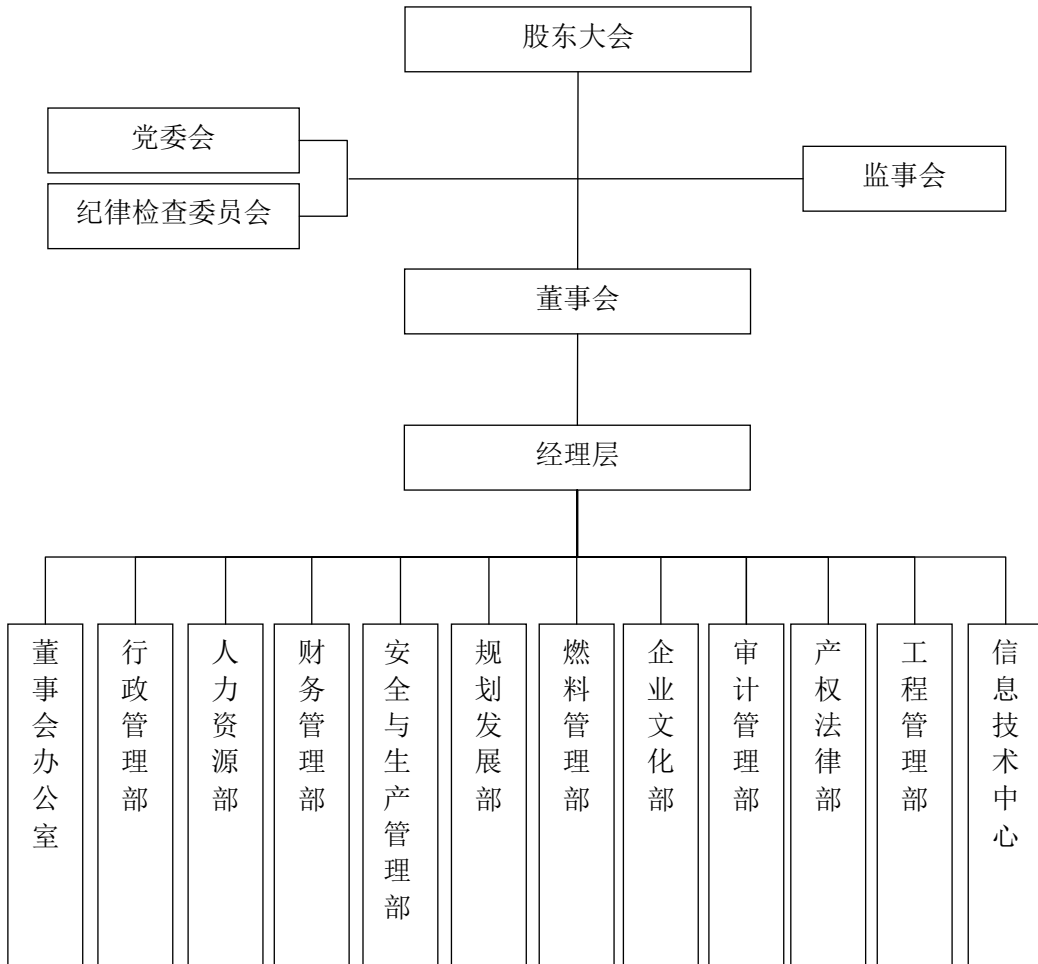 股东大会
党委会
监事会
纪律检查委员会
董事会
经理层
董事会办公室
行政管理部
人力资源部
财务管理部
安全与生产管理部
规划发展部
燃料管理部
企业文化部
审计管理部
产权法律部
工程管理部
信息技术中心